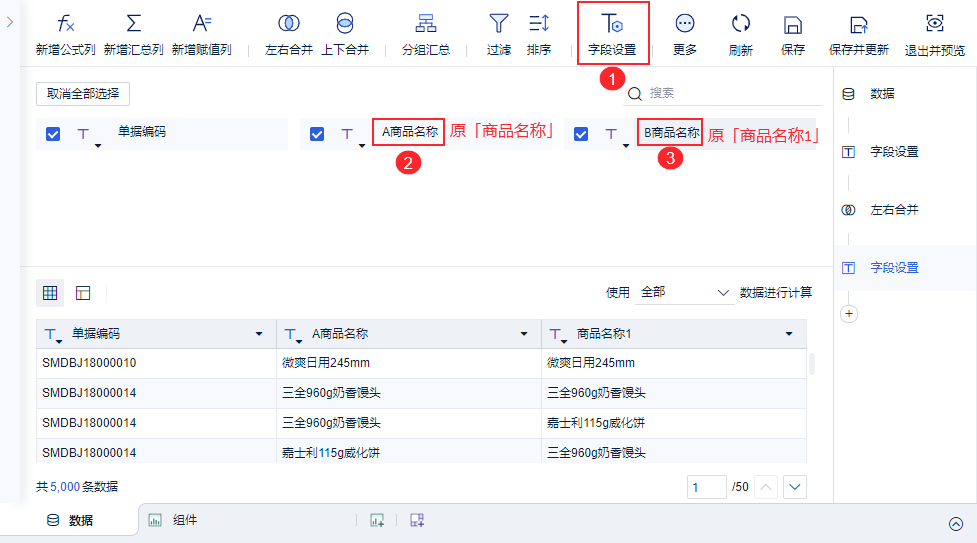 新增公式列 新增汇总列 新增赋值列 左右合并 上下合并 分组汇总 过滤 排序 字段设置 更多 刷新 保存 保存并更新 退出并预览
1
取消全部选择 搜索
单据编码 A商品名称 原「商品名称」 B商品名称 原「商品名称1」
2 3
数据
字段设置
左右合并
字段设置
使用 全部 数据进行计算
单据编码 A商品名称 商品名称1
SMDBJ18000010 微爽日用245mm 微爽日用245mm
SMDBJ18000014 三全960g奶香馒头 三全960g奶香馒头
SMDBJ18000014 三全960g奶香馒头 嘉士利115g威化饼
SMDBJ18000014 嘉士利115g威化饼 三全960g奶香馒头
共5,000条数据 1 /50
数据 组件